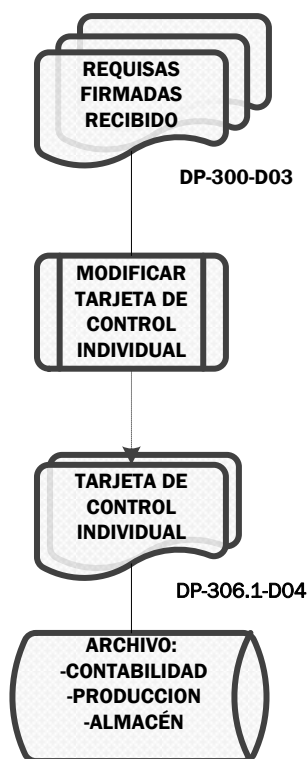 REQUISAS
FIRMADAS
RECIBIDO
DP-300-D03
MODIFICAR
TARJETA DE
CONTROL
INDIVIDUAL
TARJETA DE
CONTROL
INDIVIDUAL
DP-306.1-D04
ARCHIVO:
-CONTABILIDAD
-PRODUCCION
-ALMACÉN